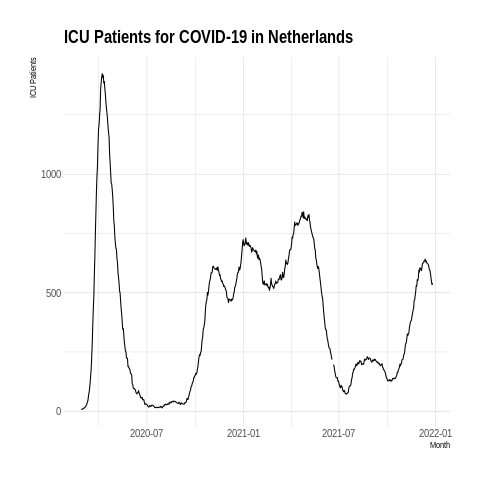 ICU Patients for COVID-19 in Netherlands
ICU Patients
1000
500
0
2020-07
2021-01
2021-07
2022-01
Month